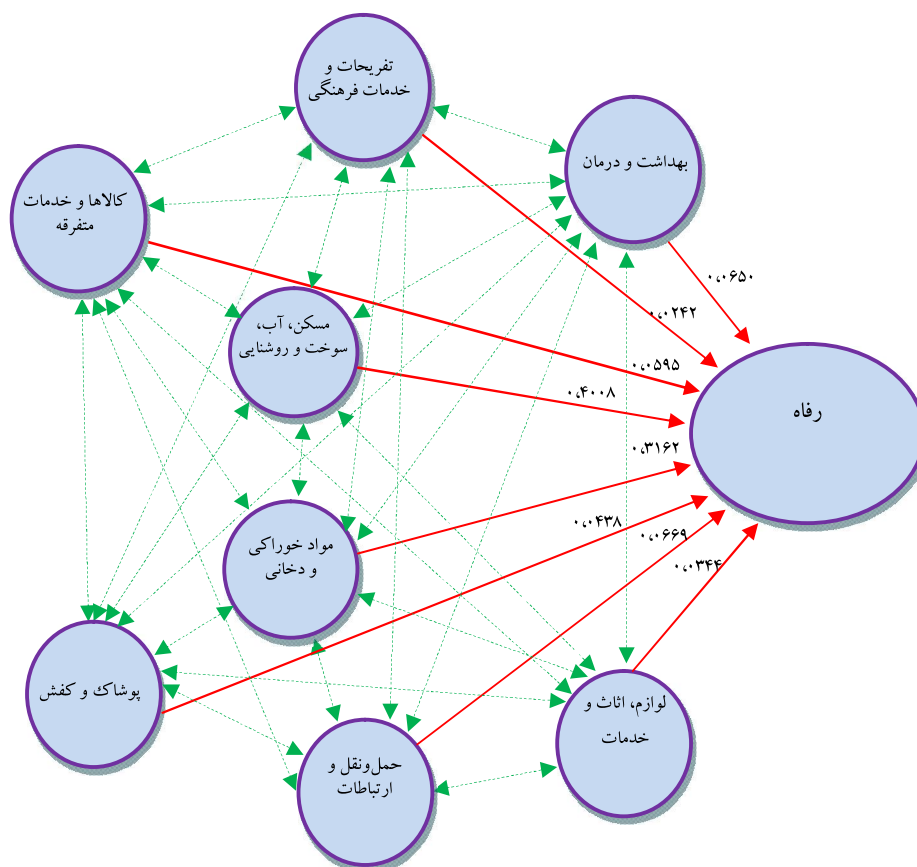 تفریحات و
خدمات فرهنگی
بهداشت و درمان
کالاها و خدمات
متفرقه
۰٫۰۶۵۰
۰٫۰۲۴۲
مسکن، آب،
سوخت و روشنایی
۰٫۰۵۹۵
۰٫۴۰۰۸
رفاه
۰٫۳۱۶۲
۰٫۰۴۳۸
۰٫۰۶۶۹
۰٫۰۳۴۴
مواد خوراکی
و دخانی
پوشاک و کفش
لوازم، اثاث و
خدمات
حمل‌ونقل و
ارتباطات